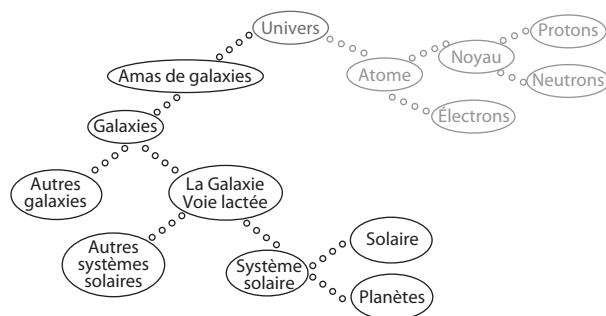 Univers
Protons
Noyau
Amas de galaxies
Atome
Neutrons
Électrons
Galaxies
Autres
galaxies
La Galaxie
Voie lactée
Autres
systèmes
solaires
Solaire
Système
solaire
Planètes